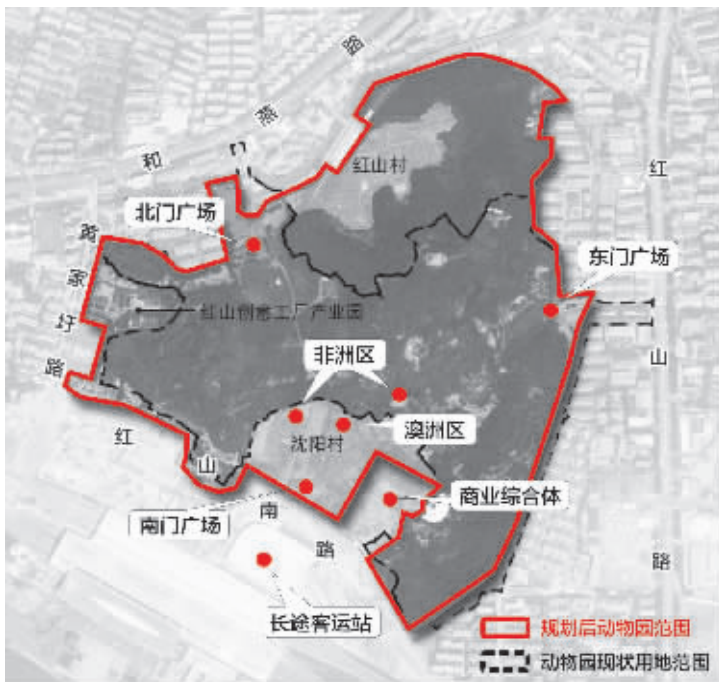 和燕路
红山村
红山路
北门广场
东门广场
黄家圩路
红山创意工厂产业园
非洲区
澳洲区
沈阳村
红山南路
商业综合体
南门广场
长途客运站
规划后动物园范围
动物园现状用地范围